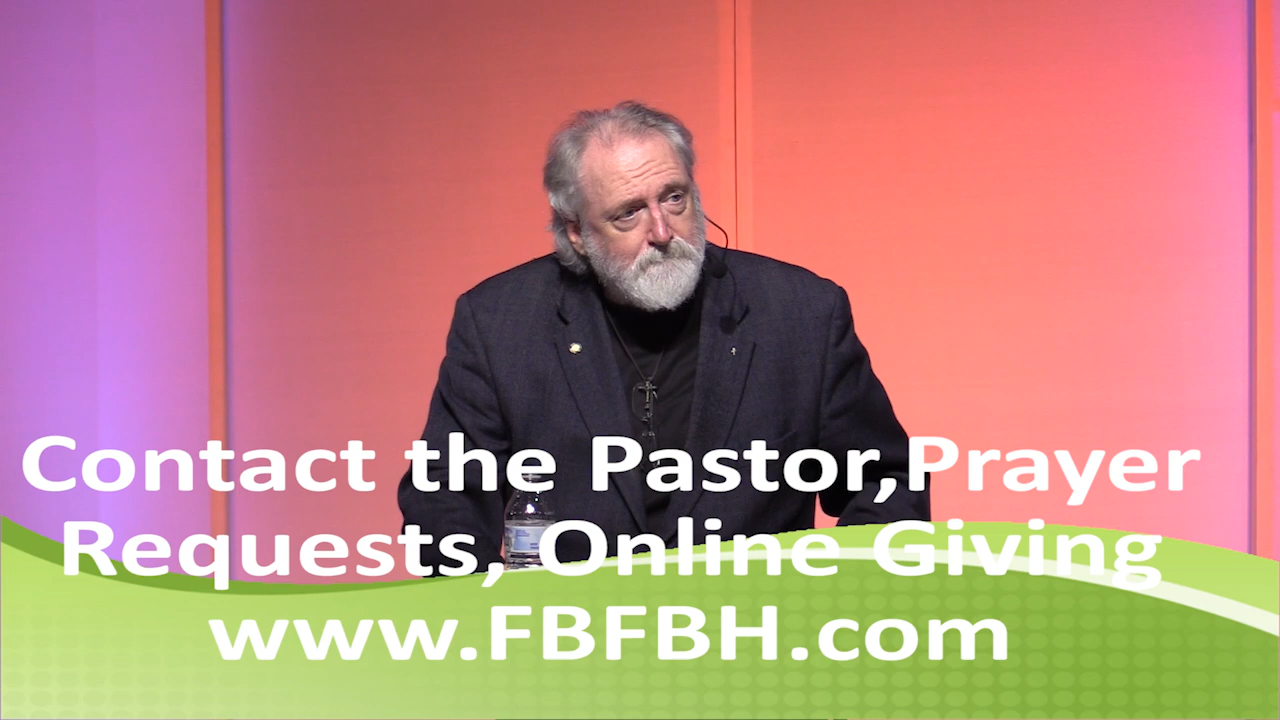 Contact the Pastor,Prayer
Requests, Online Giving
www.FBFBH.com